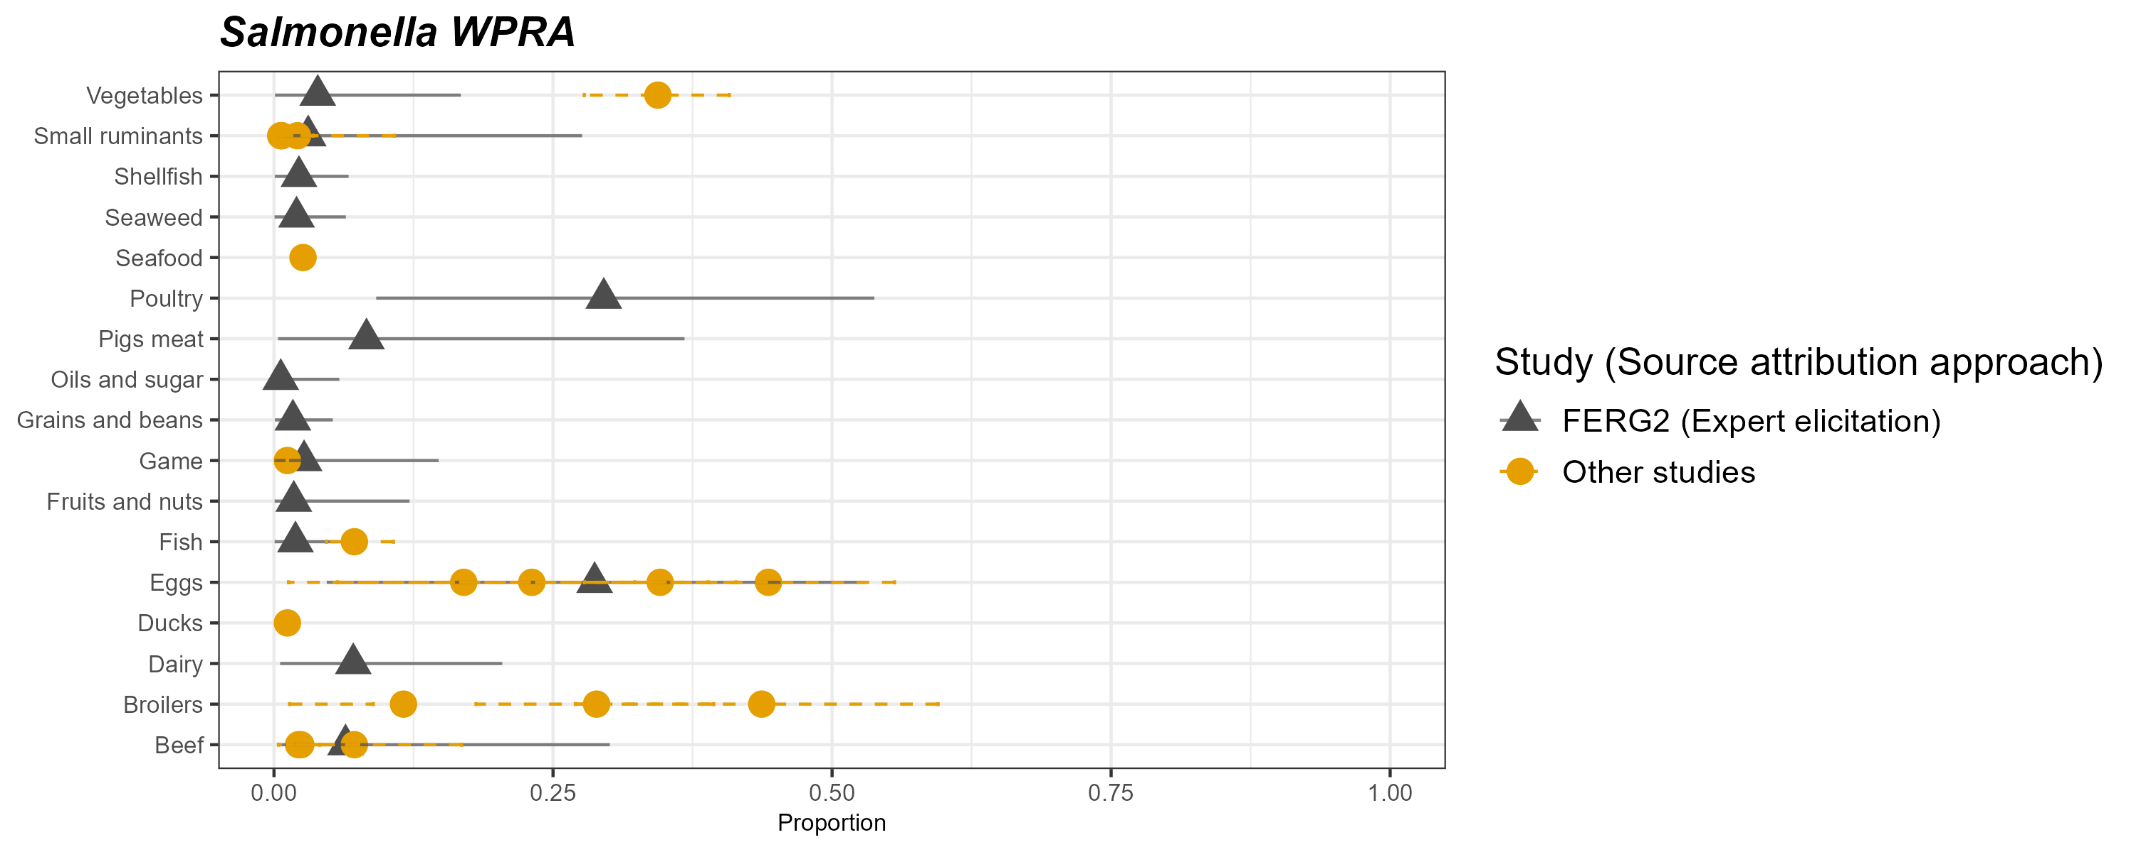 Salmonella WPRA
Vegetables
Small ruminants
Shellfish
Seaweed
Seafood
Poultry
Pigs meat
Oils and sugar
Grains and beans
Game
Fruits and nuts
Fish
Eggs
Ducks
Dairy
Broilers
Beef
0.00 0.25 0.50 0.75 1.00
Proportion
Study (Source attribution approach)
FERG2 (Expert elicitation)
Other studies